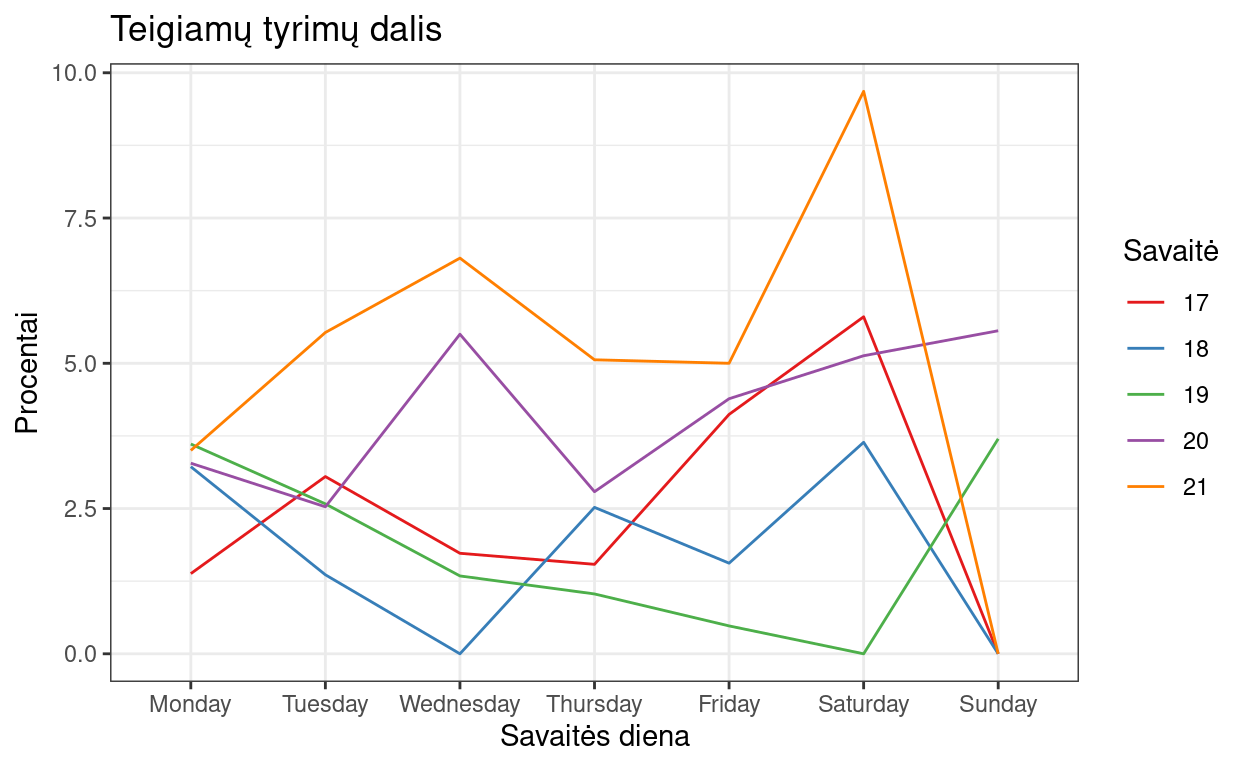 Teigiamų tyrimų dalis
Procentai
10.0
7.5
5.0
2.5
0.0
Monday Tuesday Wednesday Thursday Friday Saturday Sunday
Savaitės diena
Savaitė
17
18
19
20
21